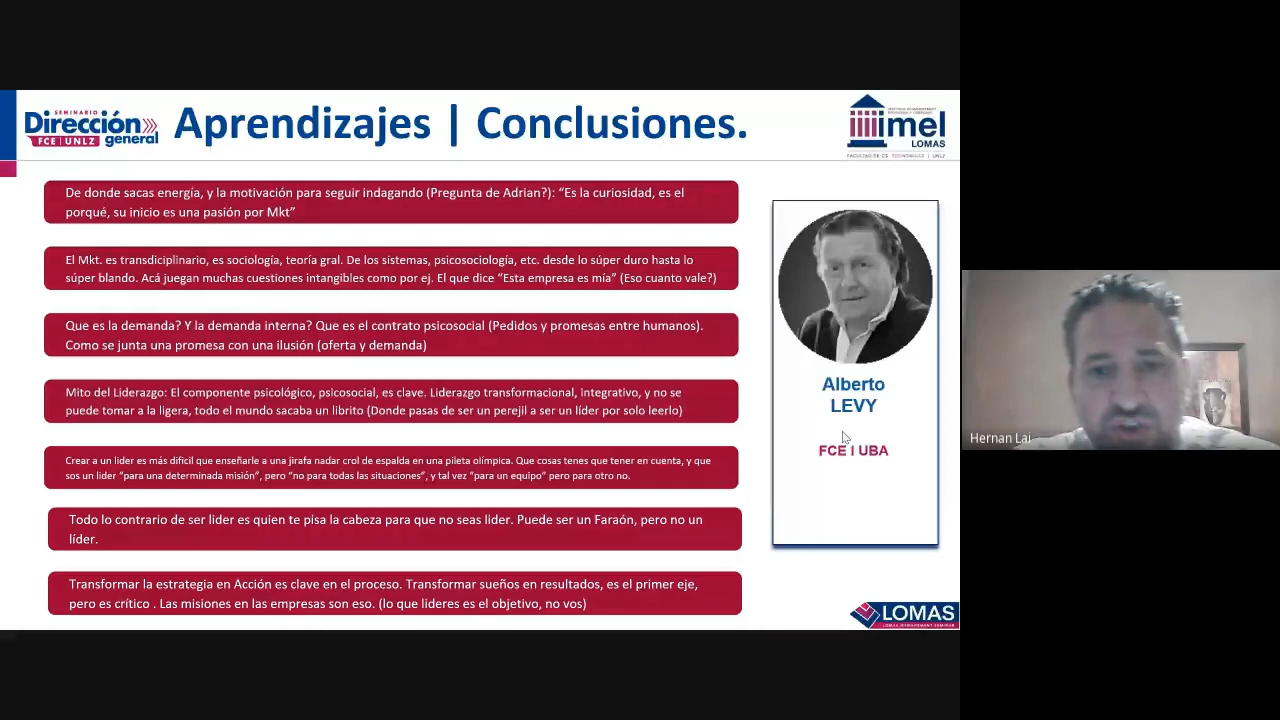 SEMINARIO
Dirección
general
FCE | UNLZ
Aprendizajes | Conclusiones.
imel
LOMAS
De donde sacas energía, y la motivación para seguir indagando (Pregunta de Adrian?): “Es la curiosidad, es el
porqué, su inicio es una pasión por Mkt”
El Mkt. es transdiciplinario, es sociología, teoría gral. De los sistemas, psicosociología, etc. desde lo súper duro hasta lo
súper blando. Acá juegan muchas cuestiones intangibles como por ej. El que dice “Esta empresa es mía” (Eso cuanto vale?)
Que es la demanda? Y la demanda interna? Que es el contrato psicosocial (Pedidos y promesas entre humanos).
Como se junta una promesa con una ilusión (oferta y demanda)
Mito del Liderazgo: El componente psicológico, psicosocial, es clave. Liderazgo transformacional, integrativo, y no se
puede tomar a la ligera, todo el mundo sacaba un librito (Donde pasas de ser un perejil a ser un líder por solo leerlo)
Crear a un lider es más dificil que enseñarle a una jirafa nadar crol de espalda en una pileta olímpica. Que cosas tenes que tener en cuenta, y que
sos un lider “para una determinada misión”, pero “no para todas las situaciones”, y tal vez “para un equipo” pero para otro no.
Todo lo contrario de ser lider es quien te pisa la cabeza para que no seas lider. Puede ser un Faraón, pero no un
líder.
Transformar la estrategia en Acción es clave en el proceso. Transformar sueños en resultados, es el primer eje,
pero es crítico . Las misiones en las empresas son eso. (lo que lideres es el objetivo, no vos)
Alberto
LEVY
FCE I UBA
LOMAS
LOMAS MANAGEMENT SEMINAR
Hernan Lai